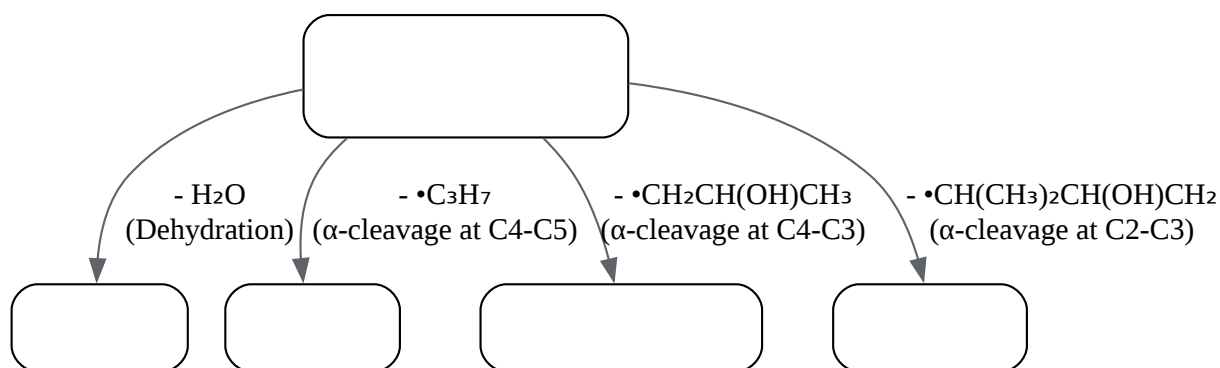 - H₂O
(Dehydration)
- •C₃H₇
(α-cleavage at C4-C5)
- •CH₂CH(OH)CH₃
(α-cleavage at C4-C3)
- •CH(CH₃)₂CH(OH)CH₂
(α-cleavage at C2-C3)